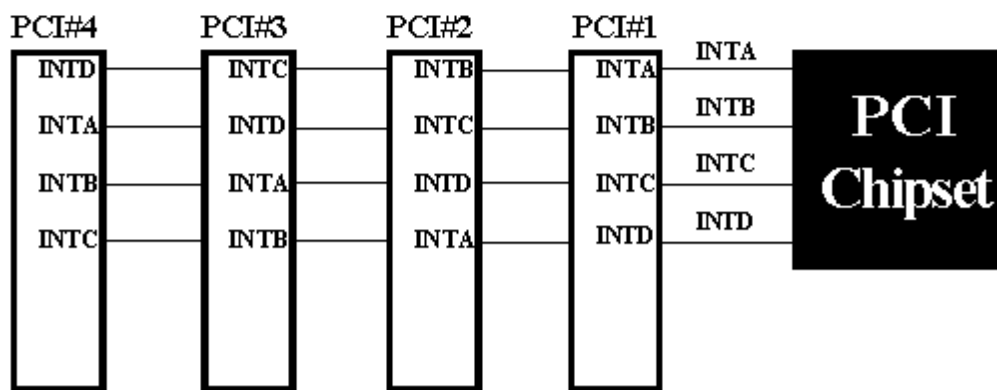 PCI#4 PCI#3 PCI#2 PCI#1
INTD INTC INTB INTA INTA
INTA INTD INTC INTB INTB
INTB INTA INTD INTC INTC
INTC INTB INTA INTD INTD
PCI
Chipset